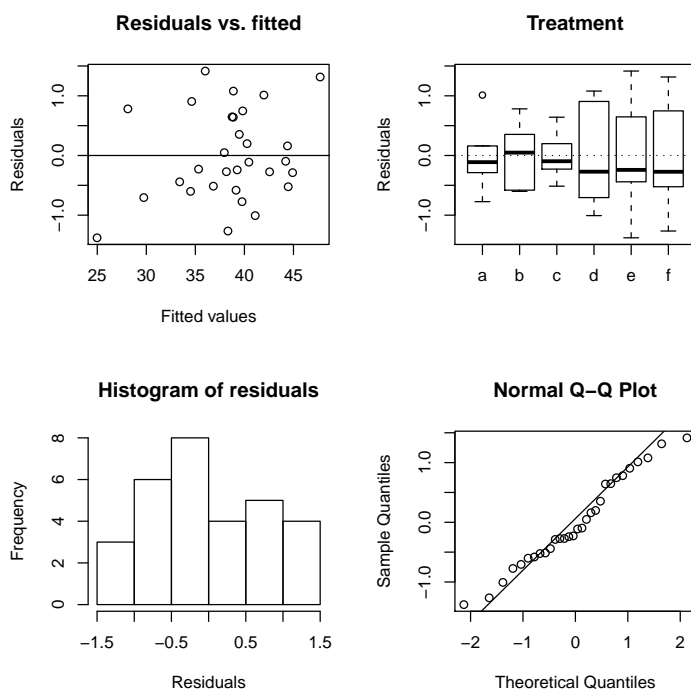 Residuals vs. fitted
Residuals
1.0
0.0
−1.0
25 30 35 40 45
Fitted values
Treatment
Residuals
1.0
0.0
−1.0
a b c d e f
Histogram of residuals
Frequency
8
6
4
2
0
−1.5 −0.5 0.5 1.5
Residuals
Normal Q−Q Plot
Sample Quantiles
1.0
0.0
−1.0
−2 −1 0 1 2
Theoretical Quantiles